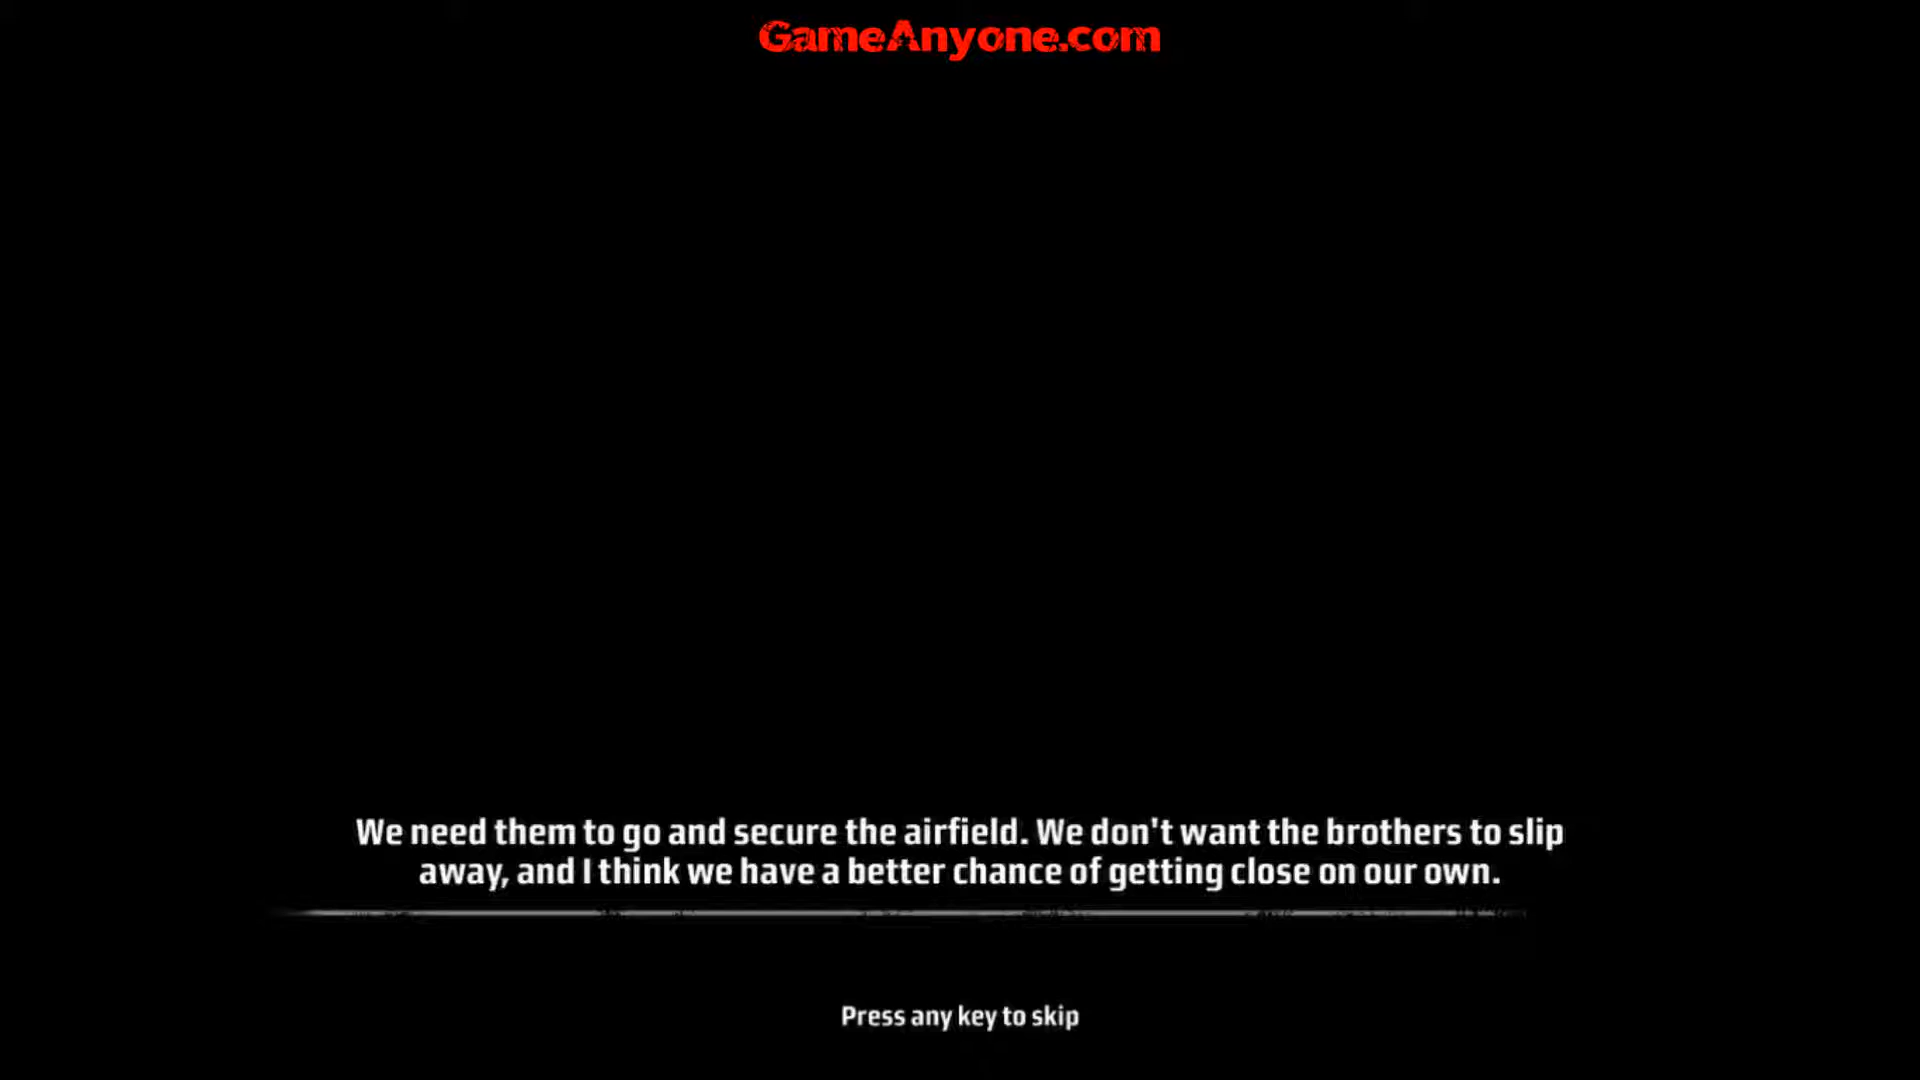 GameAnyone.com
We need them to go and secure the airfield. We don't want the brothers to slip
away, and I think we have a better chance of getting close on our own.
Press any key to skip